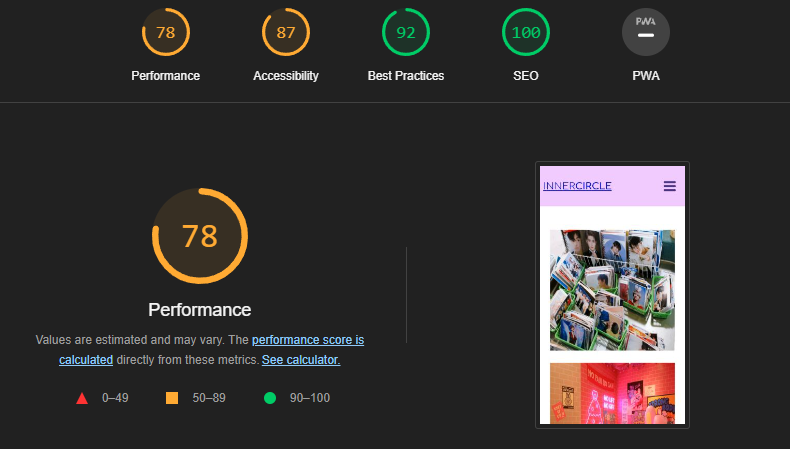 78 87 92 100 PWA
Performance Accessibility Best Practices SEO PWA
78
Performance
Values are estimated and may vary. The performance score is
calculated directly from these metrics. See calculator.
0–49 50–89 90–100
INNERCIRCLE